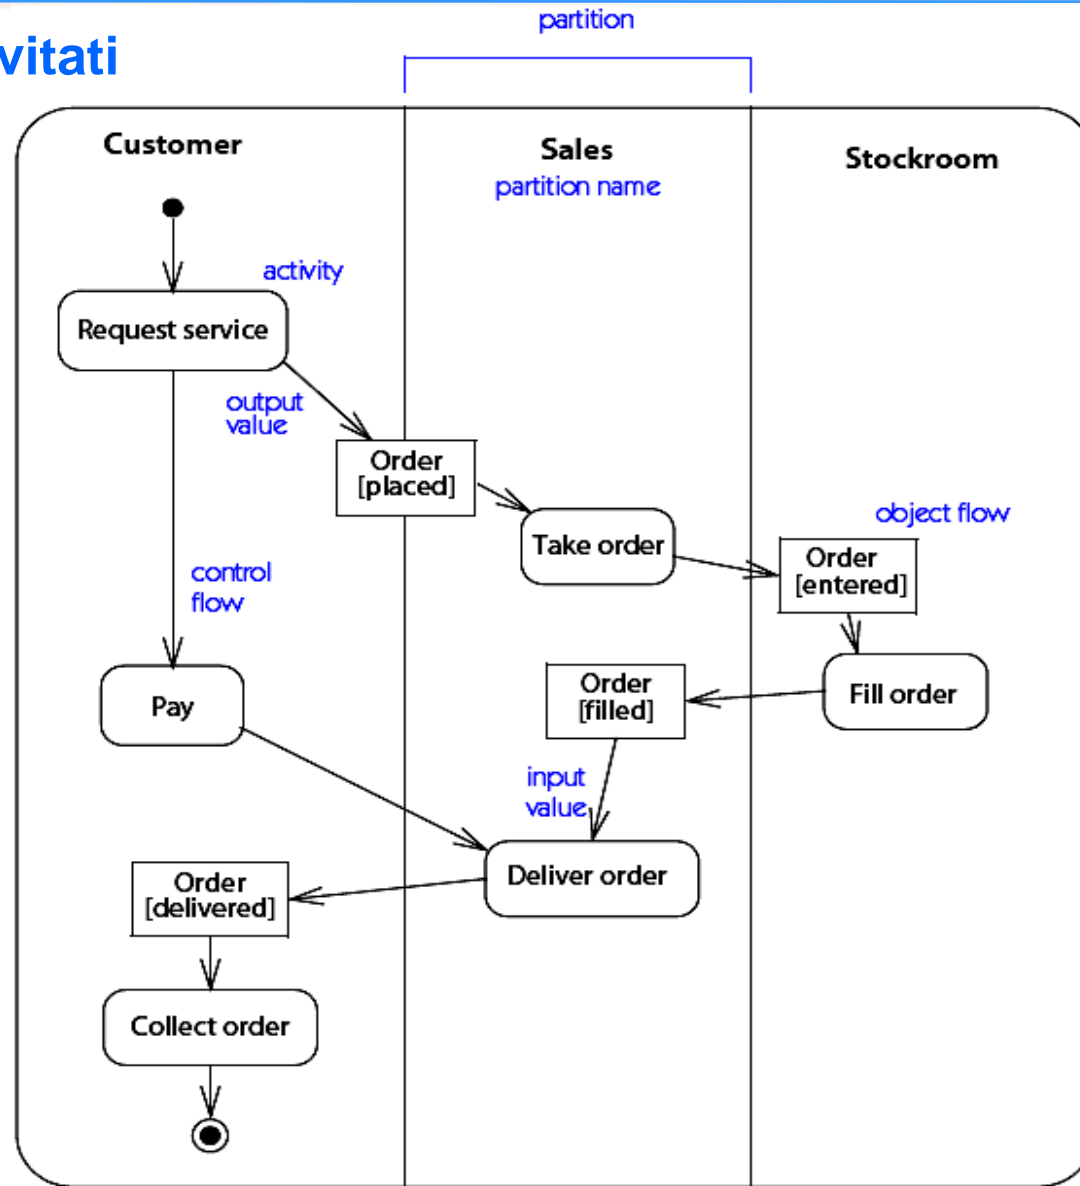 partition
vitati
Customer
Sales
Stockroom
partition name
activity
Request service
output
value
Order
[placed]
object flow
Take order
Order
[entered]
control
flow
Order
[filled]
Fill order
Pay
input
value
Deliver order
Order
[delivered]
Collect order